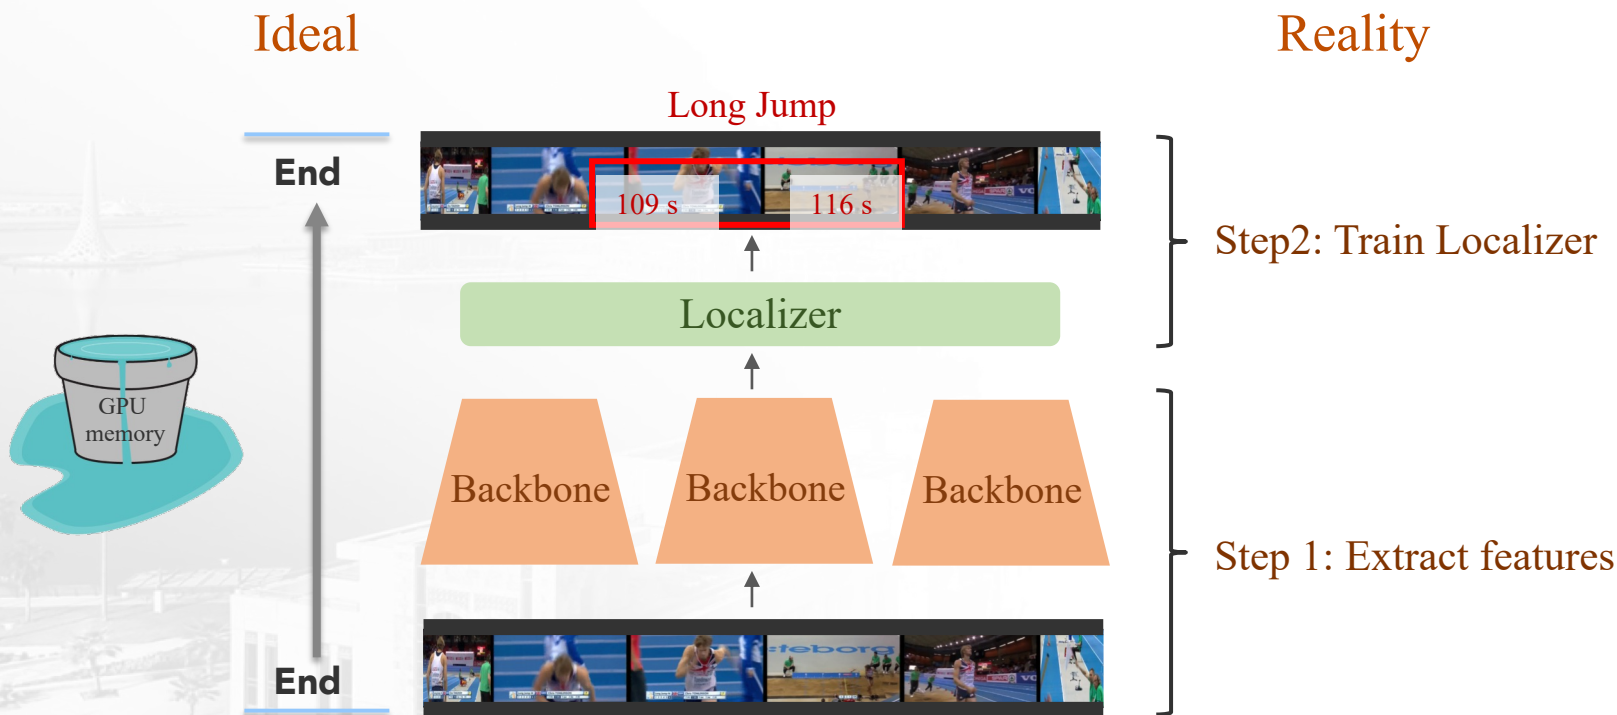 Ideal
Reality
Long Jump
End
109 s
116 s
Step2: Train Localizer
Localizer
GPU
memory
Backbone
Backbone
Backbone
Step 1: Extract features
:teborg
End